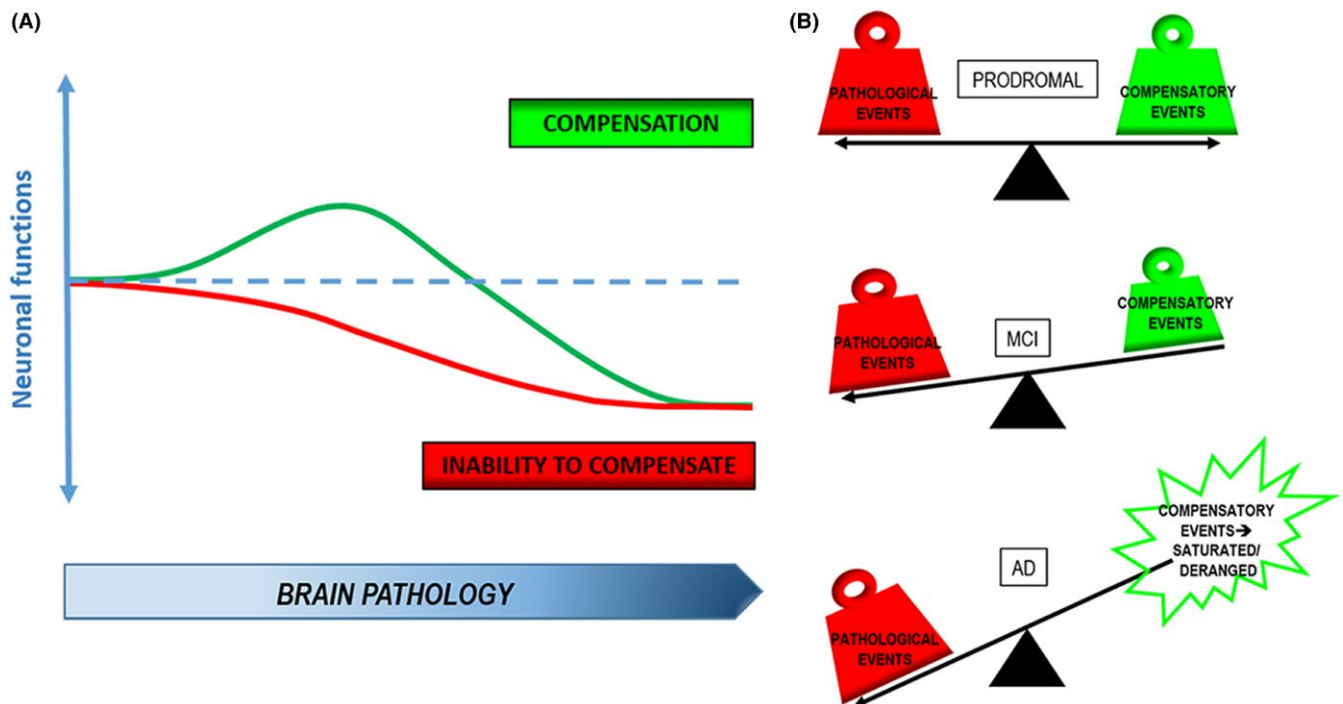 (A)
Neuronal functions
COMPENSATION
INABILITY TO COMPENSATE
BRAIN PATHOLOGY
(B)
PATHOLOGICAL
EVENTS
PRODROMAL
COMPENSATORY
EVENTS
PATHOLOGICAL
EVENTS
MCI
COMPENSATORY
EVENTS
PATHOLOGICAL
EVENTS
AD
COMPENSATORY
EVENTS➔
SATURATED/
DERANGED